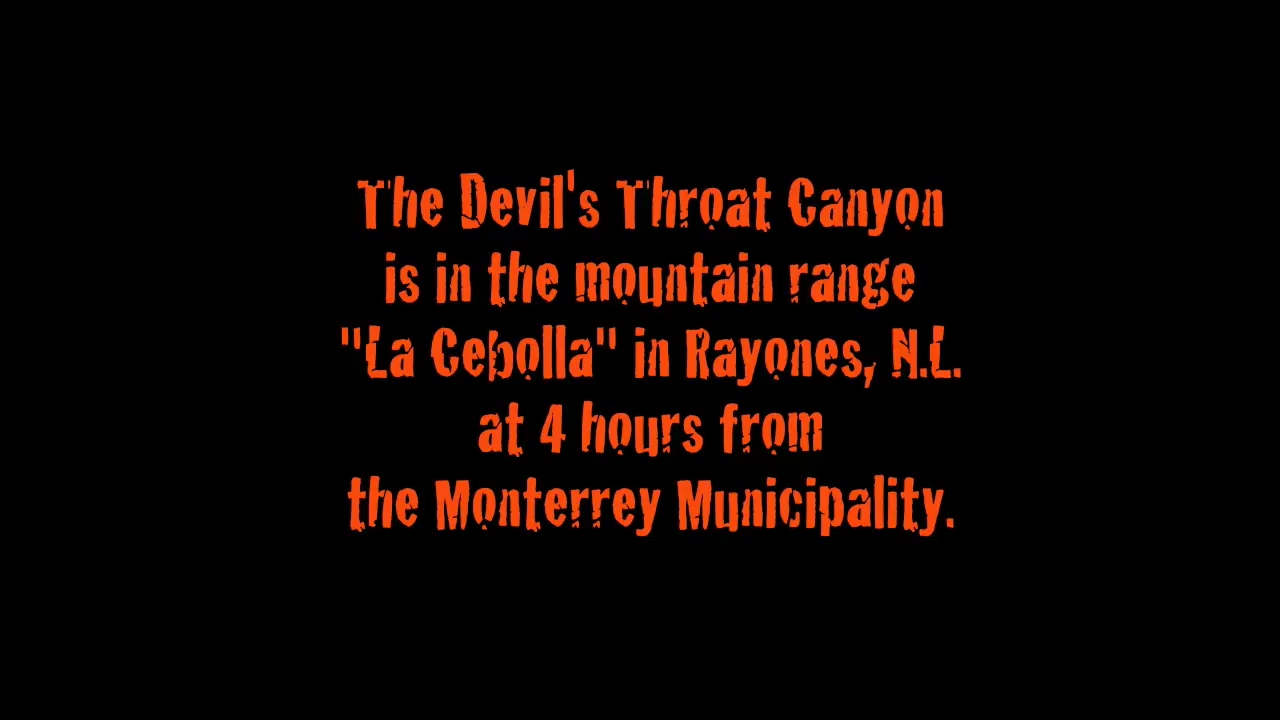 The Devil's Throat Canyon
is in the mountain range
"La Cebolla" in Rayones, N.L.
at 4 hours from
the Monterrey Municipality.